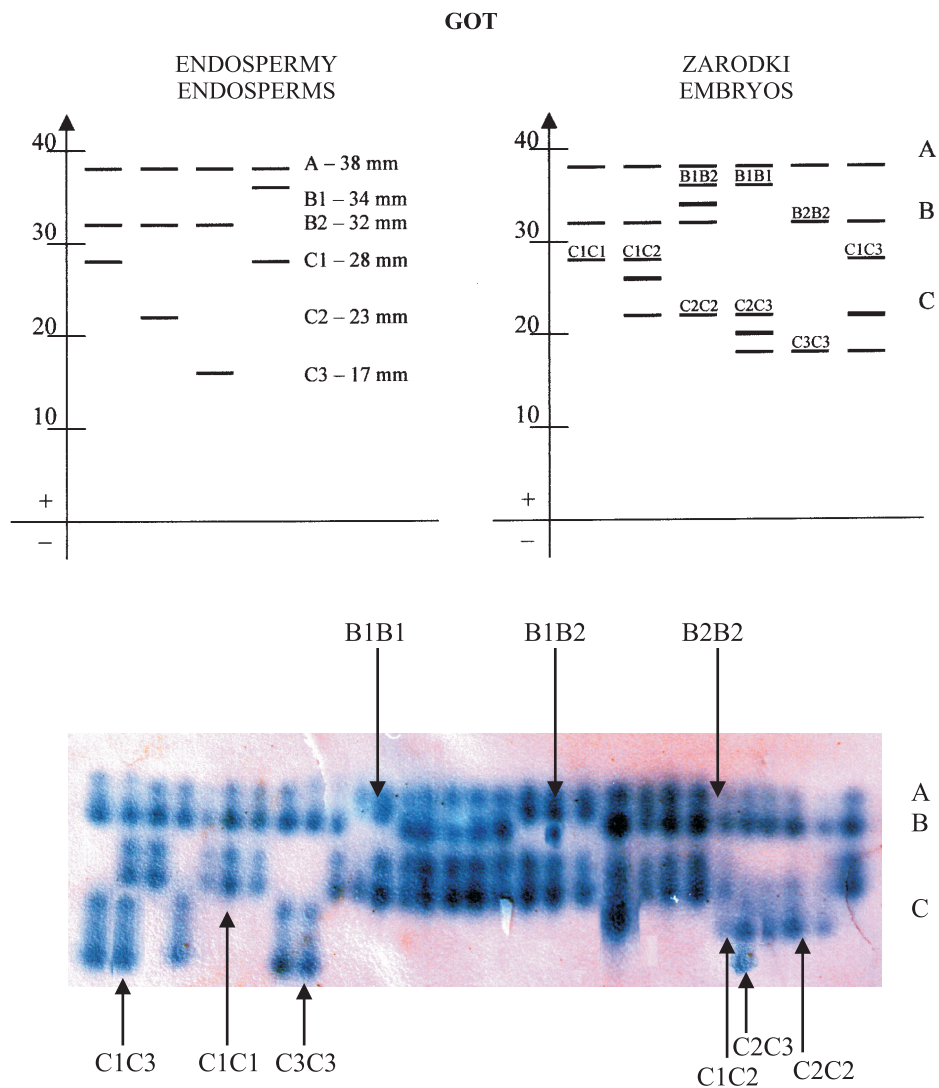 GOT
ENDOSPERMY
ENDOSPERMS
40
30
20
10
+
−
A – 38 mm
B1 – 34 mm
B2 – 32 mm
C1 – 28 mm
C2 – 23 mm
C3 – 17 mm
ZARODKI
EMBRYOS
40
30
20
10
+
−
B1B2
B1B1
B2B2
C1C1
C1C2
C1C3
C2C2
C2C3
C3C3
A
B
C
B1B1
B1B2
B2B2
A
B
C
C1C3
C1C1
C3C3
C1C2
C2C3
C2C2